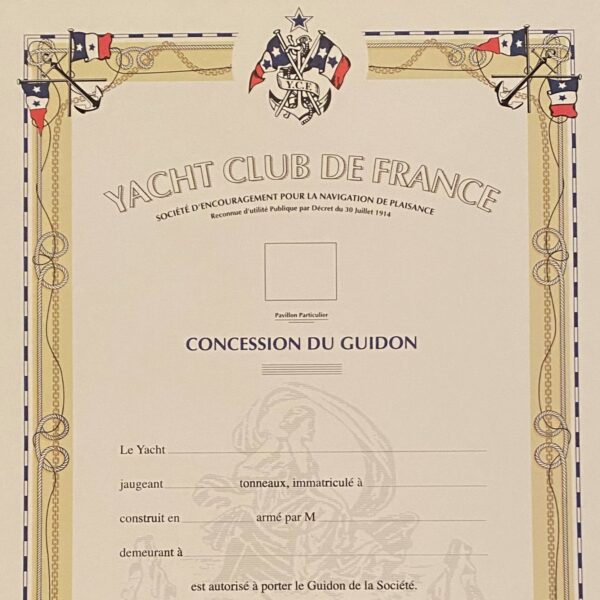 Y.C.F
YACHT CLUB DE FRANCE
SOCIÉTÉ D'ENCOURAGEMENT POUR LA NAVIGATION DE PLAISANCE
Reconnue d'utilité Publique par Décret du 30 Juillet 1914
Pavillon Particulier
CONCESSION DU GUIDON
Le Yacht
jaugeant tonneaux, immatriculé à
construit en armé par M
demeurant à
est autorisé à porter le Guidon de la Société.